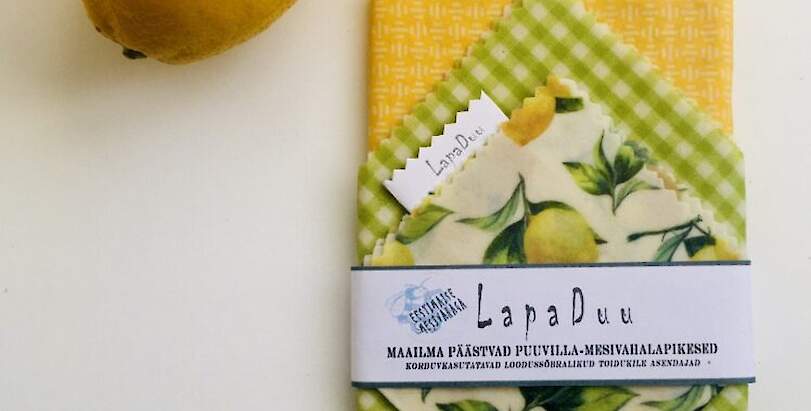 LapaDuu
EESTIMAISE
MESIVAHAGA
LapaDuu
MAAILMA PÄÄSTVAD PUUVILLA-MESIVAHALAPIKESED
KORDUVKASUTATAVAD LOODUSSÕBRALIKUD TOIDUKILE ASENDAJAD